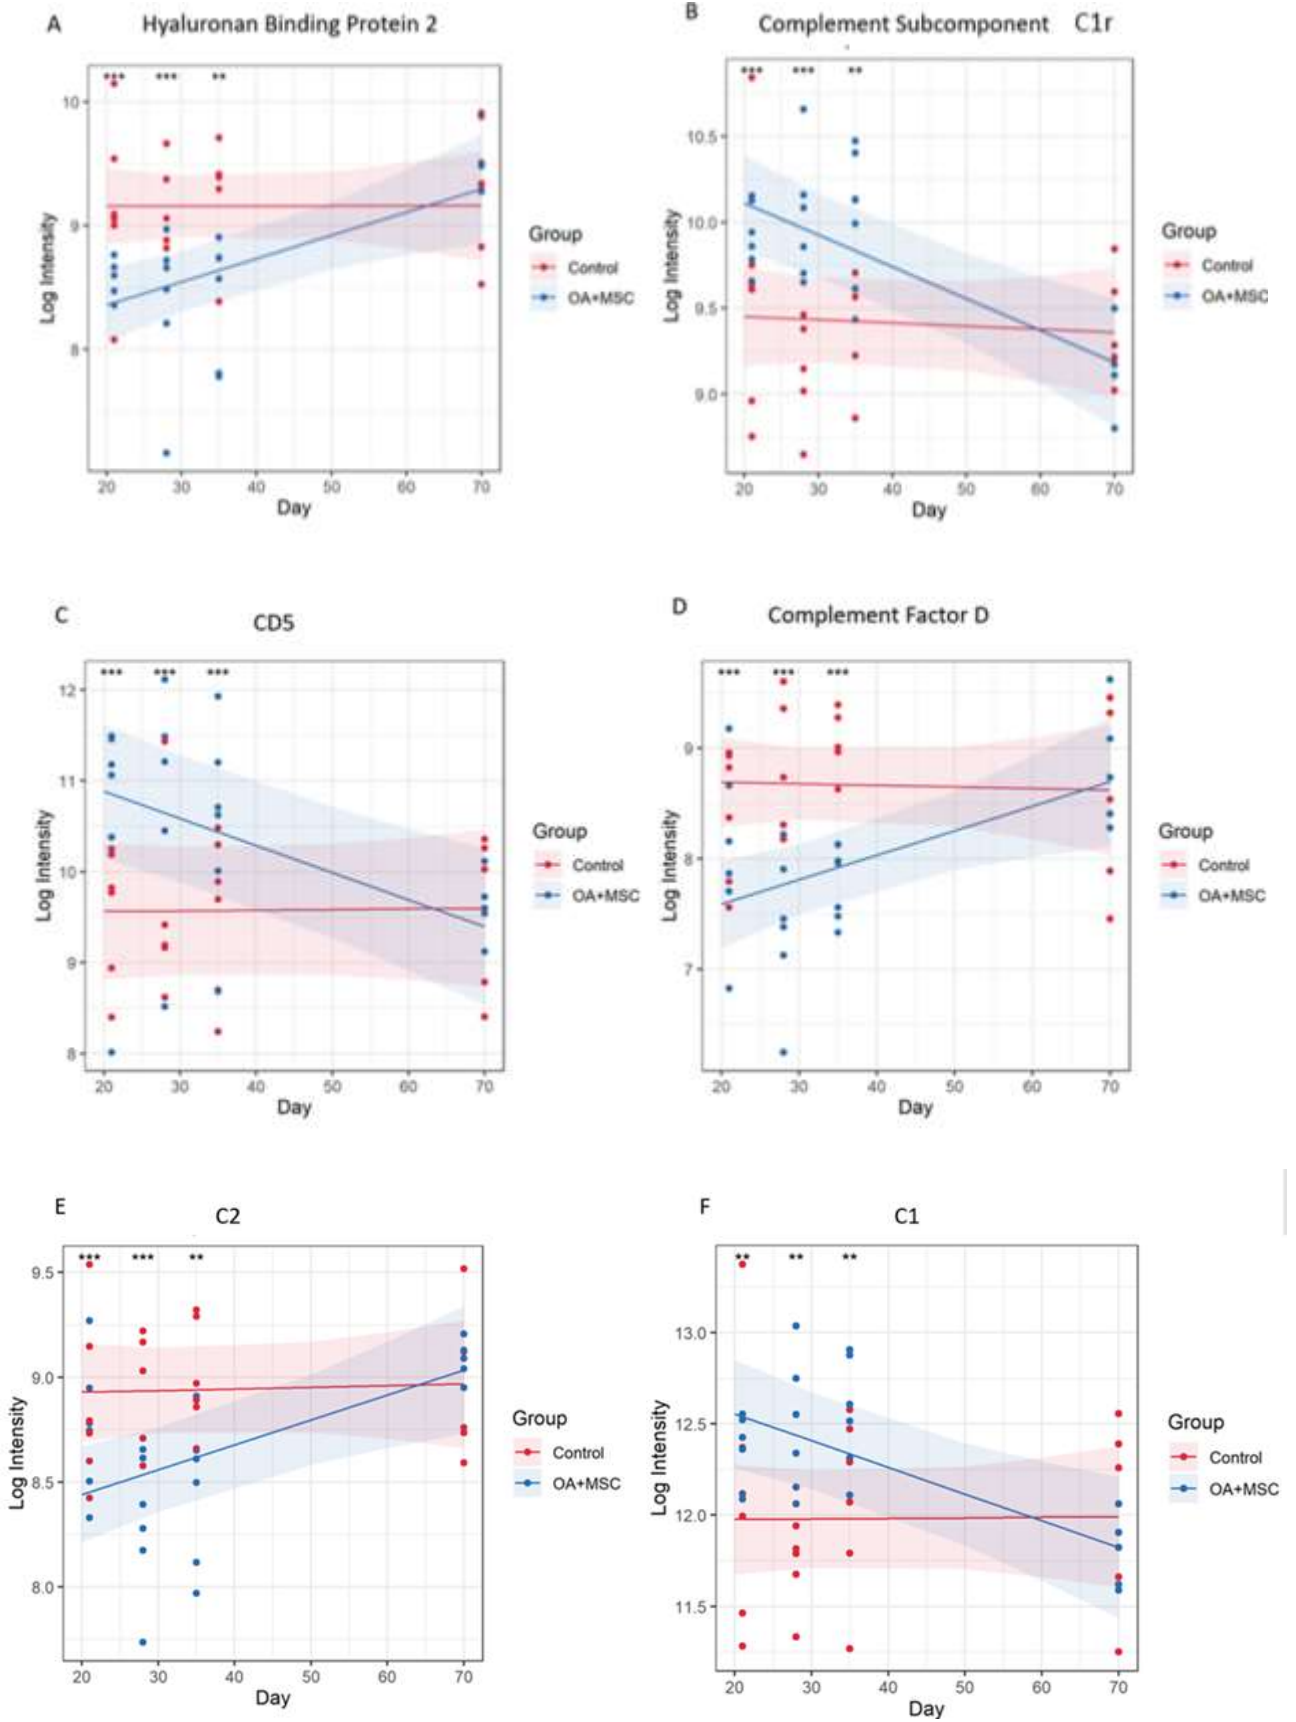 A Hyaluronan Binding Protein 2
*** *** **
10
9
8
Log Intensity
20 30 40 50 60 70
Day
Group
Control
OA+MSC
B Complement Subcomponent C1r
*** *** **
10.5
10.0
9.5
9.0
Log Intensity
20 30 40 50 60 70
Day
Group
Control
OA+MSC
C CD5
*** *** ***
12
11
10
9
8
Log Intensity
20 30 40 50 60 70
Day
Group
Control
OA+MSC
D Complement Factor D
*** *** ***
9
8
7
Log Intensity
20 30 40 50 60 70
Day
Group
Control
OA+MSC
E C2
*** *** **
9.5
9.0
8.5
8.0
Log Intensity
20 30 40 50 60 70
Day
Group
Control
OA+MSC
F C1
** ** **
13.0
12.5
12.0
11.5
Log Intensity
20 30 40 50 60 70
Day
Group
Control
OA+MSC